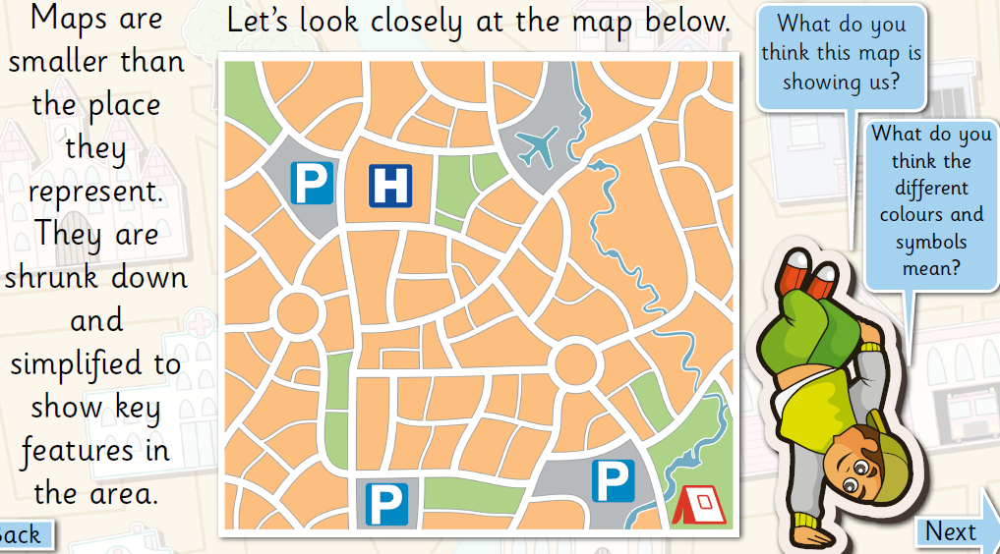 Maps are
smaller than
the place
they
represent.
They are
shrunk down
and
simplified to
show key
features in
the area.
Let's look closely at the map below.
P
H
P
P
What do you
think this map is
showing us?
What do you
think the
different
colours and
symbols
mean?
Back
Next